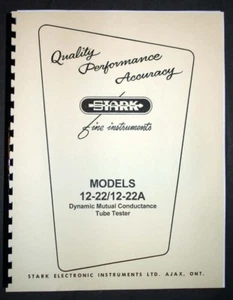 Quality
Performance
Accuracy
STARK
fine instruments
MODELS
12-22/12-22A
Dynamic Mutual Conductance
Tube Tester
STARK ELECTRONIC INSTRUMENTS LTD. AJAX, ONT.